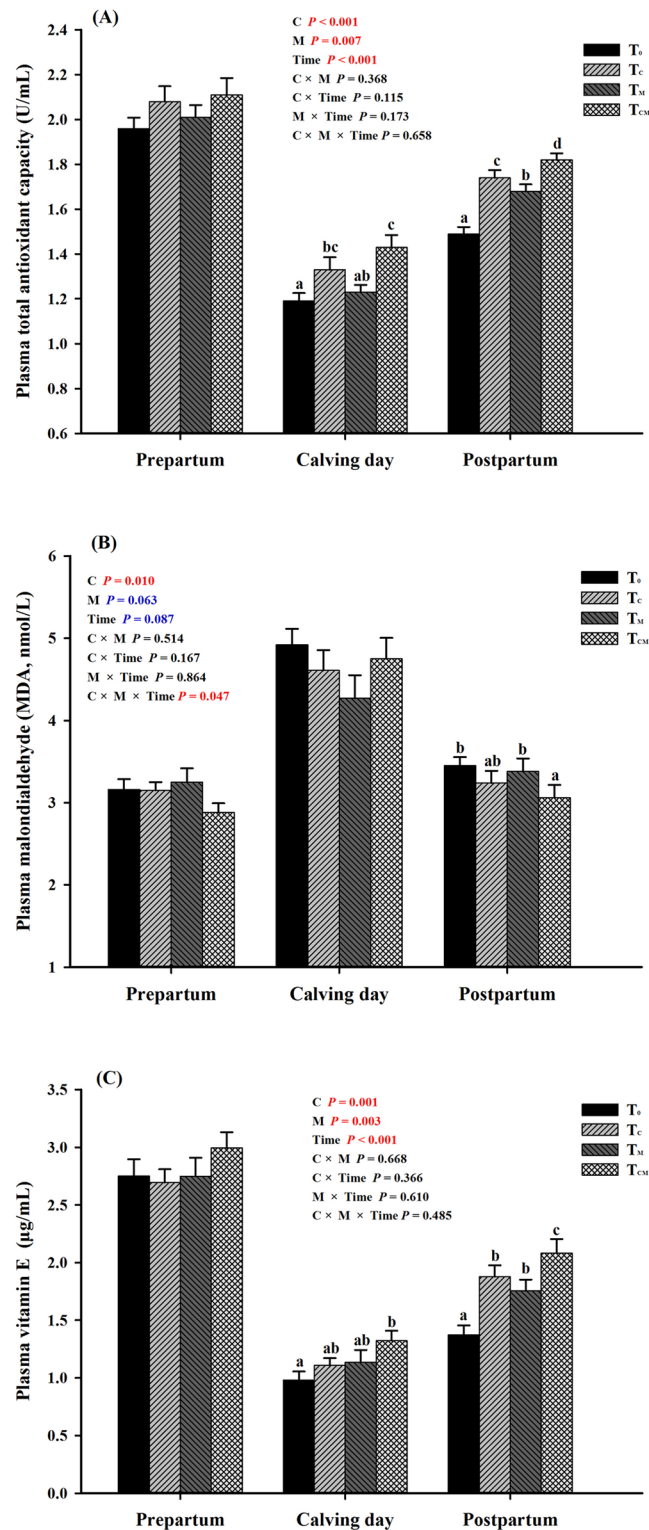 (A)
C P < 0.001
M P = 0.007
Time P < 0.001
C × M P = 0.368
C × Time P = 0.115
M × Time P = 0.173
C × M × Time P = 0.658
T0
TC
TM
TCM
Plasma total antioxidant capacity (U/mL)
2.4
2.2
2.0
1.8
1.6
1.4
1.2
1.0
0.8
0.6
a
bc
ab
c
a
c
b
d
Prepartum
Calving day
Postpartum
(B)
C P = 0.010
M P = 0.063
Time P = 0.087
C × M P = 0.514
C × Time P = 0.167
M × Time P = 0.864
C × M × Time P = 0.047
T0
TC
TM
TCM
Plasma malondialdehyde (MDA, nmol/L)
6
5
4
3
2
1
b
ab
b
a
Prepartum
Calving day
Postpartum
(C)
C P = 0.001
M P = 0.003
Time P < 0.001
C × M P = 0.668
C × Time P = 0.366
M × Time P = 0.610
C × M × Time P = 0.485
T0
TC
TM
TCM
Plasma vitamin E (μg/mL)
3.5
3.0
2.5
2.0
1.5
1.0
0.5
0.0
a
ab
ab
b
a
b
b
c
Prepartum
Calving day
Postpartum